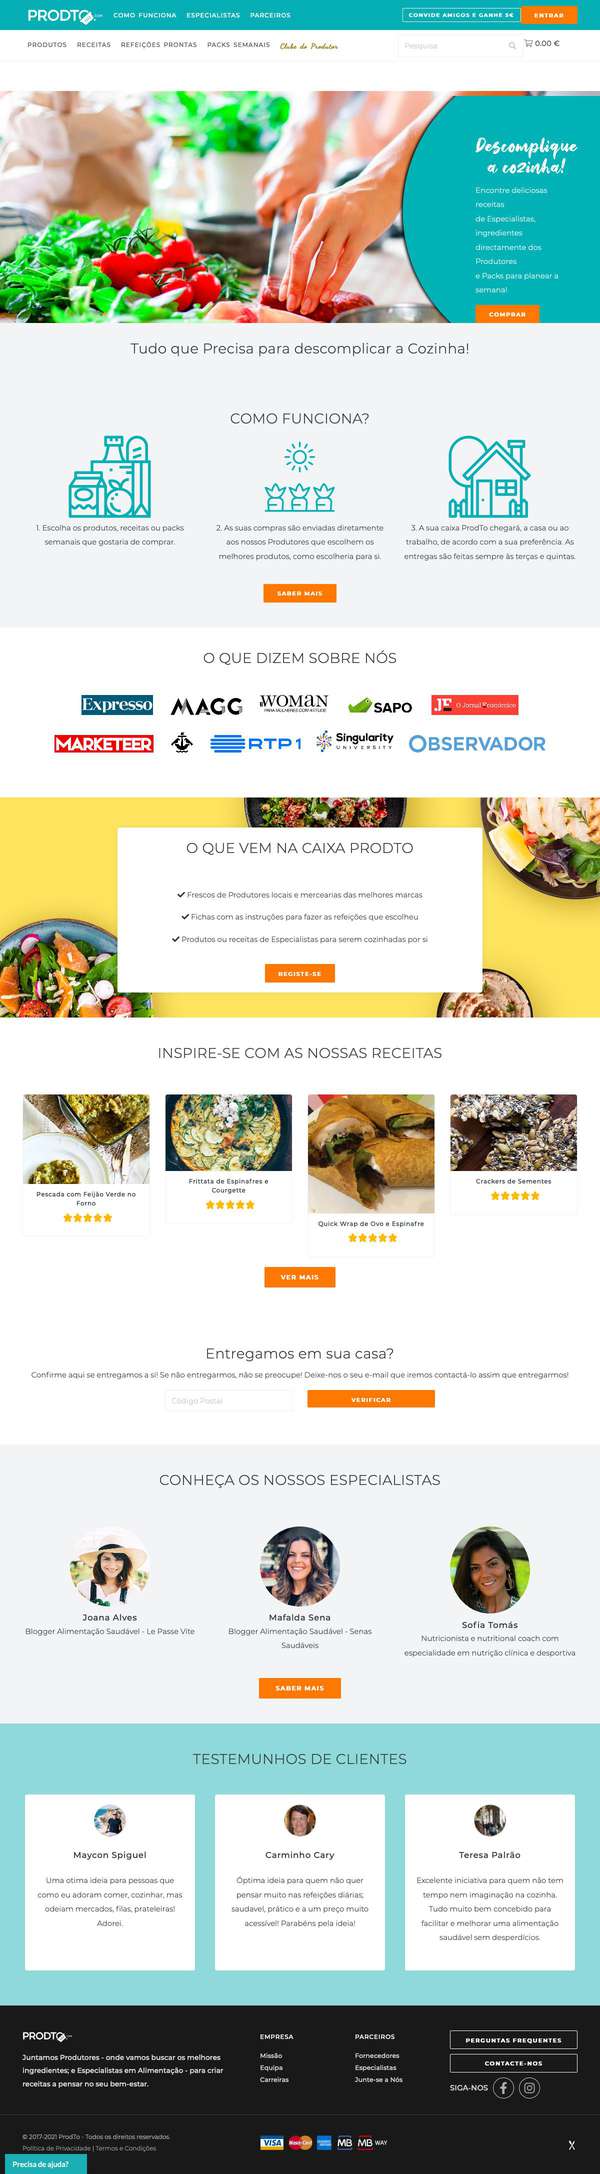 PRODTO.COM COMO FUNCIONA ESPECIALISTAS PARCEIROS CONVIDE AMIGOS E GANHE 5€ ENTRAR
PRODUTOS RECEITAS REFEIÇÕES PRONTAS PACKS SEMANAIS Clube do Produtor Pesquisa 0.00 €
Descomplique
a cozinha!
Encontre deliciosas
receitas
de Especialistas,
ingredientes
directamente dos
Produtores
e Packs para planear a
semana!
COMPRAR
Tudo que Precisa para descomplicar a Cozinha!
COMO FUNCIONA?
1. Escolha os produtos, receitas ou packs
semanais que gostaria de comprar.
2. As suas compras são enviadas diretamente
aos nossos Produtores que escolhem os
melhores produtos, como escolheria para si.
3. A sua caixa ProdTo chegará, a casa ou ao
trabalho, de acordo com a sua preferência. As
entregas são feitas sempre às terças e quintas.
SABER MAIS
O QUE DIZEM SOBRE NÓS
Expresso MAGG WOMAN SAPO JE O Jornal Económico
MARKETEER RTP1 Singularity UNIVERSITY OBSERVADOR
O QUE VEM NA CAIXA PRODTO
Frescos de Produtores locais e mercearias das melhores marcas
Fichas com as instruções para fazer as refeições que escolheu
Produtos ou receitas de Especialistas para serem cozinhadas por si
REGISTE-SE
INSPIRE-SE COM AS NOSSAS RECEITAS
Pescada com Feijão Verde no
Forno
Frittata de Espinafres e
Courgette
Quick Wrap de Ovo e Espinafre
Crackers de Sementes
VER MAIS
Entregamos em sua casa?
Confirme aqui se entregamos a si! Se não entregarmos, não se preocupe! Deixe-nos o seu e-mail que iremos contactá-lo assim que entregarmos!
Código Postal VERIFICAR
CONHEÇA OS NOSSOS ESPECIALISTAS
Joana Alves
Blogger Alimentação Saudável - Le Passe Vite
Mafalda Sena
Blogger Alimentação Saudável - Senas
Saudáveis
Sofia Tomás
Nutricionista e nutritional coach com
especialidade em nutrição clínica e desportiva
SABER MAIS
TESTEMUNHOS DE CLIENTES
Maycon Spiguel
Uma otima ideia para pessoas que
como eu adoram comer, cozinhar, mas
odeiam mercados, filas, prateleiras!
Adorei.
Carminho Cary
Óptima ideia para quem não quer
pensar muito nas refeições diárias;
saudavel, prático e a um preço muito
acessível! Parabéns pela ideia!
Teresa Palrão
Excelente iniciativa para quem não tem
tempo nem imaginação na cozinha.
Tudo muito bem concebido para
facilitar e melhorar uma alimentação
saudável sem desperdícios.
PRODTO.COM
Juntamos Produtores - onde vamos buscar os melhores
ingredientes; e Especialistas em Alimentação - para criar
receitas a pensar no seu bem-estar.
EMPRESA
Missão
Equipa
Carreiras
PARCEIROS
Fornecedores
Especialistas
Junte-se a Nós
PERGUNTAS FREQUENTES
CONTACTE-NOS
SIGA-NOS
© 2017-2021 ProdTo - Todos os direitos reservados
Política de Privacidade | Termos e Condições
VISA MasterCard MB MB WAY
Precisa de ajuda?